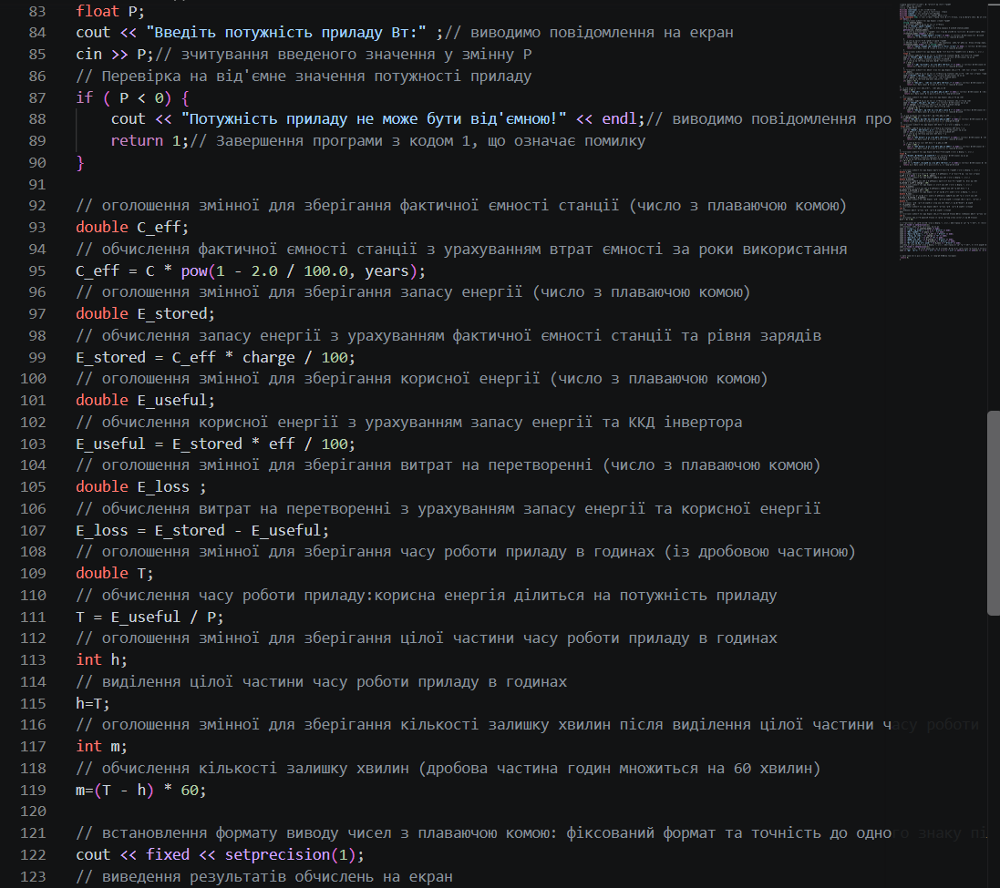 83 float P;
84 cout << "Введіть потужність приладу Вт:" ;// виводимо повідомлення на екран
85 cin >> P;// зчитування введеного значення у змінну P
86 // Перевірка на від'ємне значення потужності приладу
87 if ( P < 0) {
88 cout << "Потужність приладу не може бути від'ємною!" << endl;// виводимо повідомлення про
89 return 1;// Завершення програми з кодом 1, що означає помилку
90 }
91
92 // оголошення змінної для зберігання фактичної ємності станції (число з плаваючою комою)
93 double C_eff;
94 // обчислення фактичної ємності станції з урахуванням втрат ємності за роки використання
95 C_eff = C * pow(1 - 2.0 / 100.0, years);
96 // оголошення змінної для зберігання запасу енергії (число з плаваючою комою)
97 double E_stored;
98 // обчислення запасу енергії з урахуванням фактичної ємності станції та рівня зарядів
99 E_stored = C_eff * charge / 100;
100 // оголошення змінної для зберігання корисної енергії (число з плаваючою комою)
101 double E_useful;
102 // обчислення корисної енергії з урахуванням запасу енергії та ККД інвертора
103 E_useful = E_stored * eff / 100;
104 // оголошення змінної для зберігання витрат на перетворенні (число з плаваючою комою)
105 double E_loss ;
106 // обчислення витрат на перетворенні з урахуванням запасу енергії та корисної енергії
107 E_loss = E_stored - E_useful;
108 // оголошення змінної для зберігання часу роботи приладу в годинах (із дробовою частиною)
109 double T;
110 // обчислення часу роботи приладу:корисна енергія ділиться на потужність приладу
111 T = E_useful / P;
112 // оголошення змінної для зберігання цілої частини часу роботи приладу в годинах
113 int h;
114 // виділення цілої частини часу роботи приладу в годинах
115 h=T;
116 // оголошення змінної для зберігання кількості залишку хвилин після виділення цілої частини часу роботи
117 int m;
118 // обчислення кількості залишку хвилин (дробова частина годин множиться на 60 хвилин)
119 m=(T - h) * 60;
120
121 // встановлення формату виводу чисел з плаваючою комою: фіксований формат та точність до одного знаку пі
122 cout << fixed << setprecision(1);
123 // виведення результатів обчислень на екран